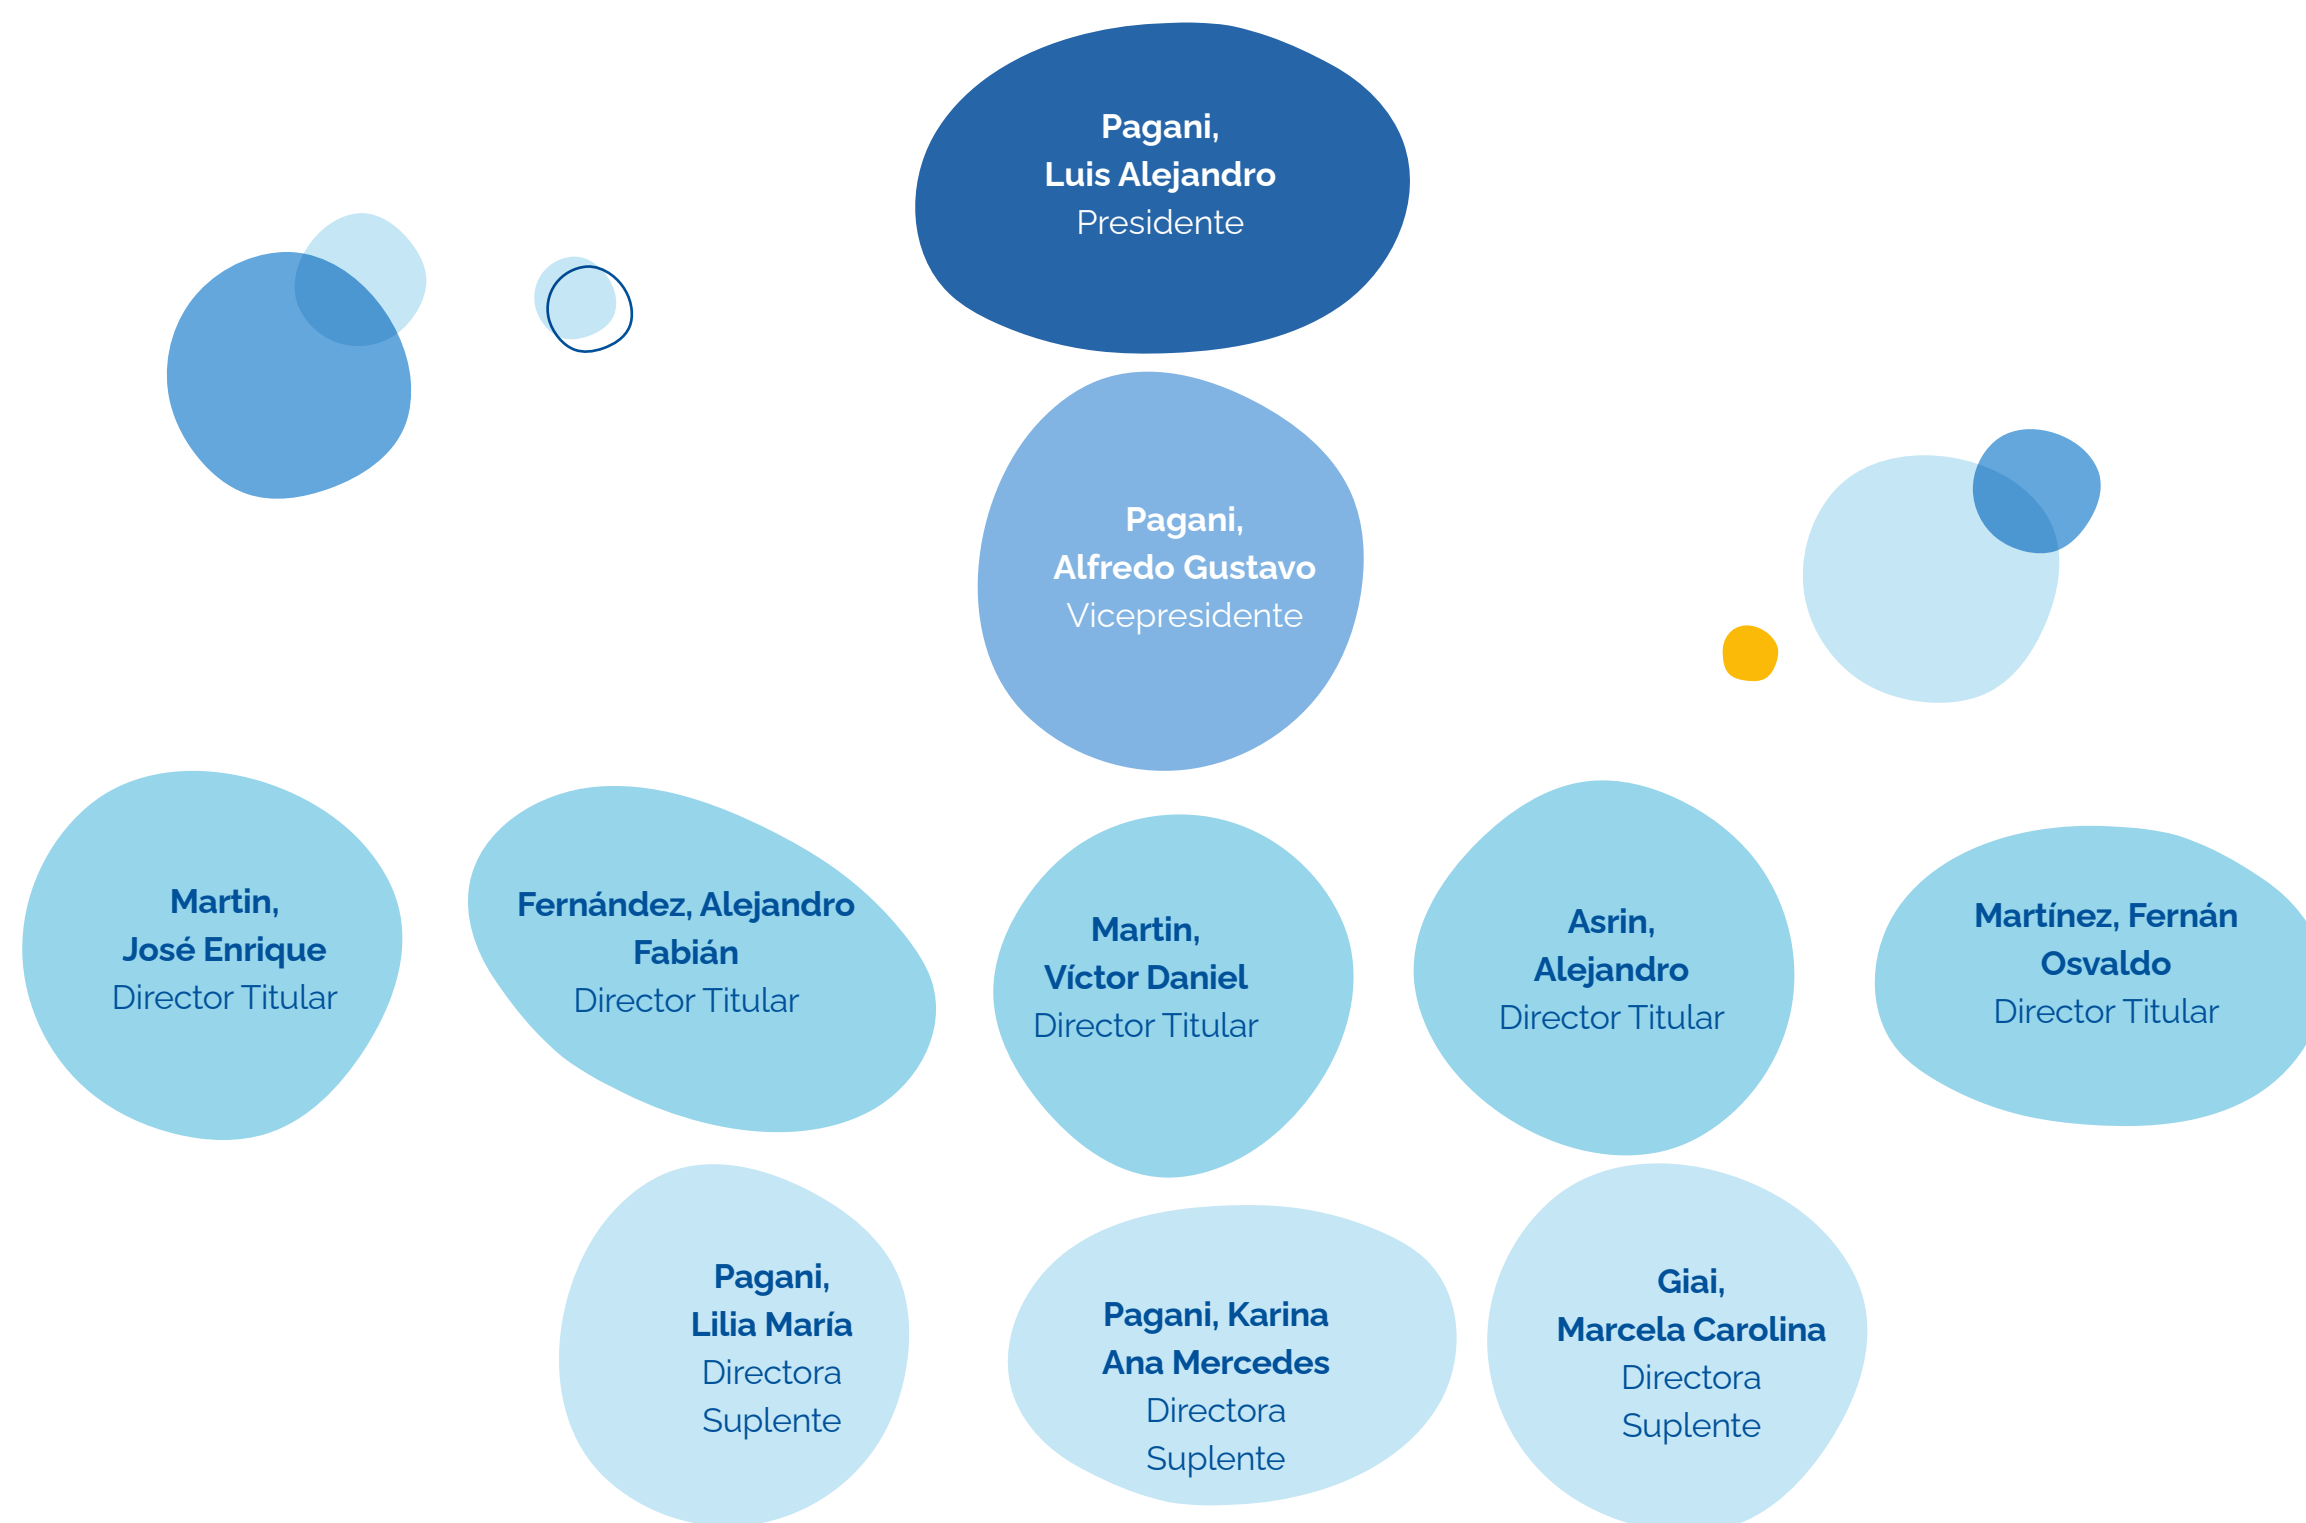 Pagani,
Luis Alejandro
Presidente
Pagani,
Alfredo Gustavo
Vicepresidente
Martin,
José Enrique
Director Titular
Fernández, Alejandro
Fabián
Director Titular
Martin,
Víctor Daniel
Director Titular
Asrin,
Alejandro
Director Titular
Martínez, Fernán
Osvaldo
Director Titular
Pagani,
Lilia María
Directora
Suplente
Pagani, Karina
Ana Mercedes
Directora
Suplente
Giai,
Marcela Carolina
Directora
Suplente